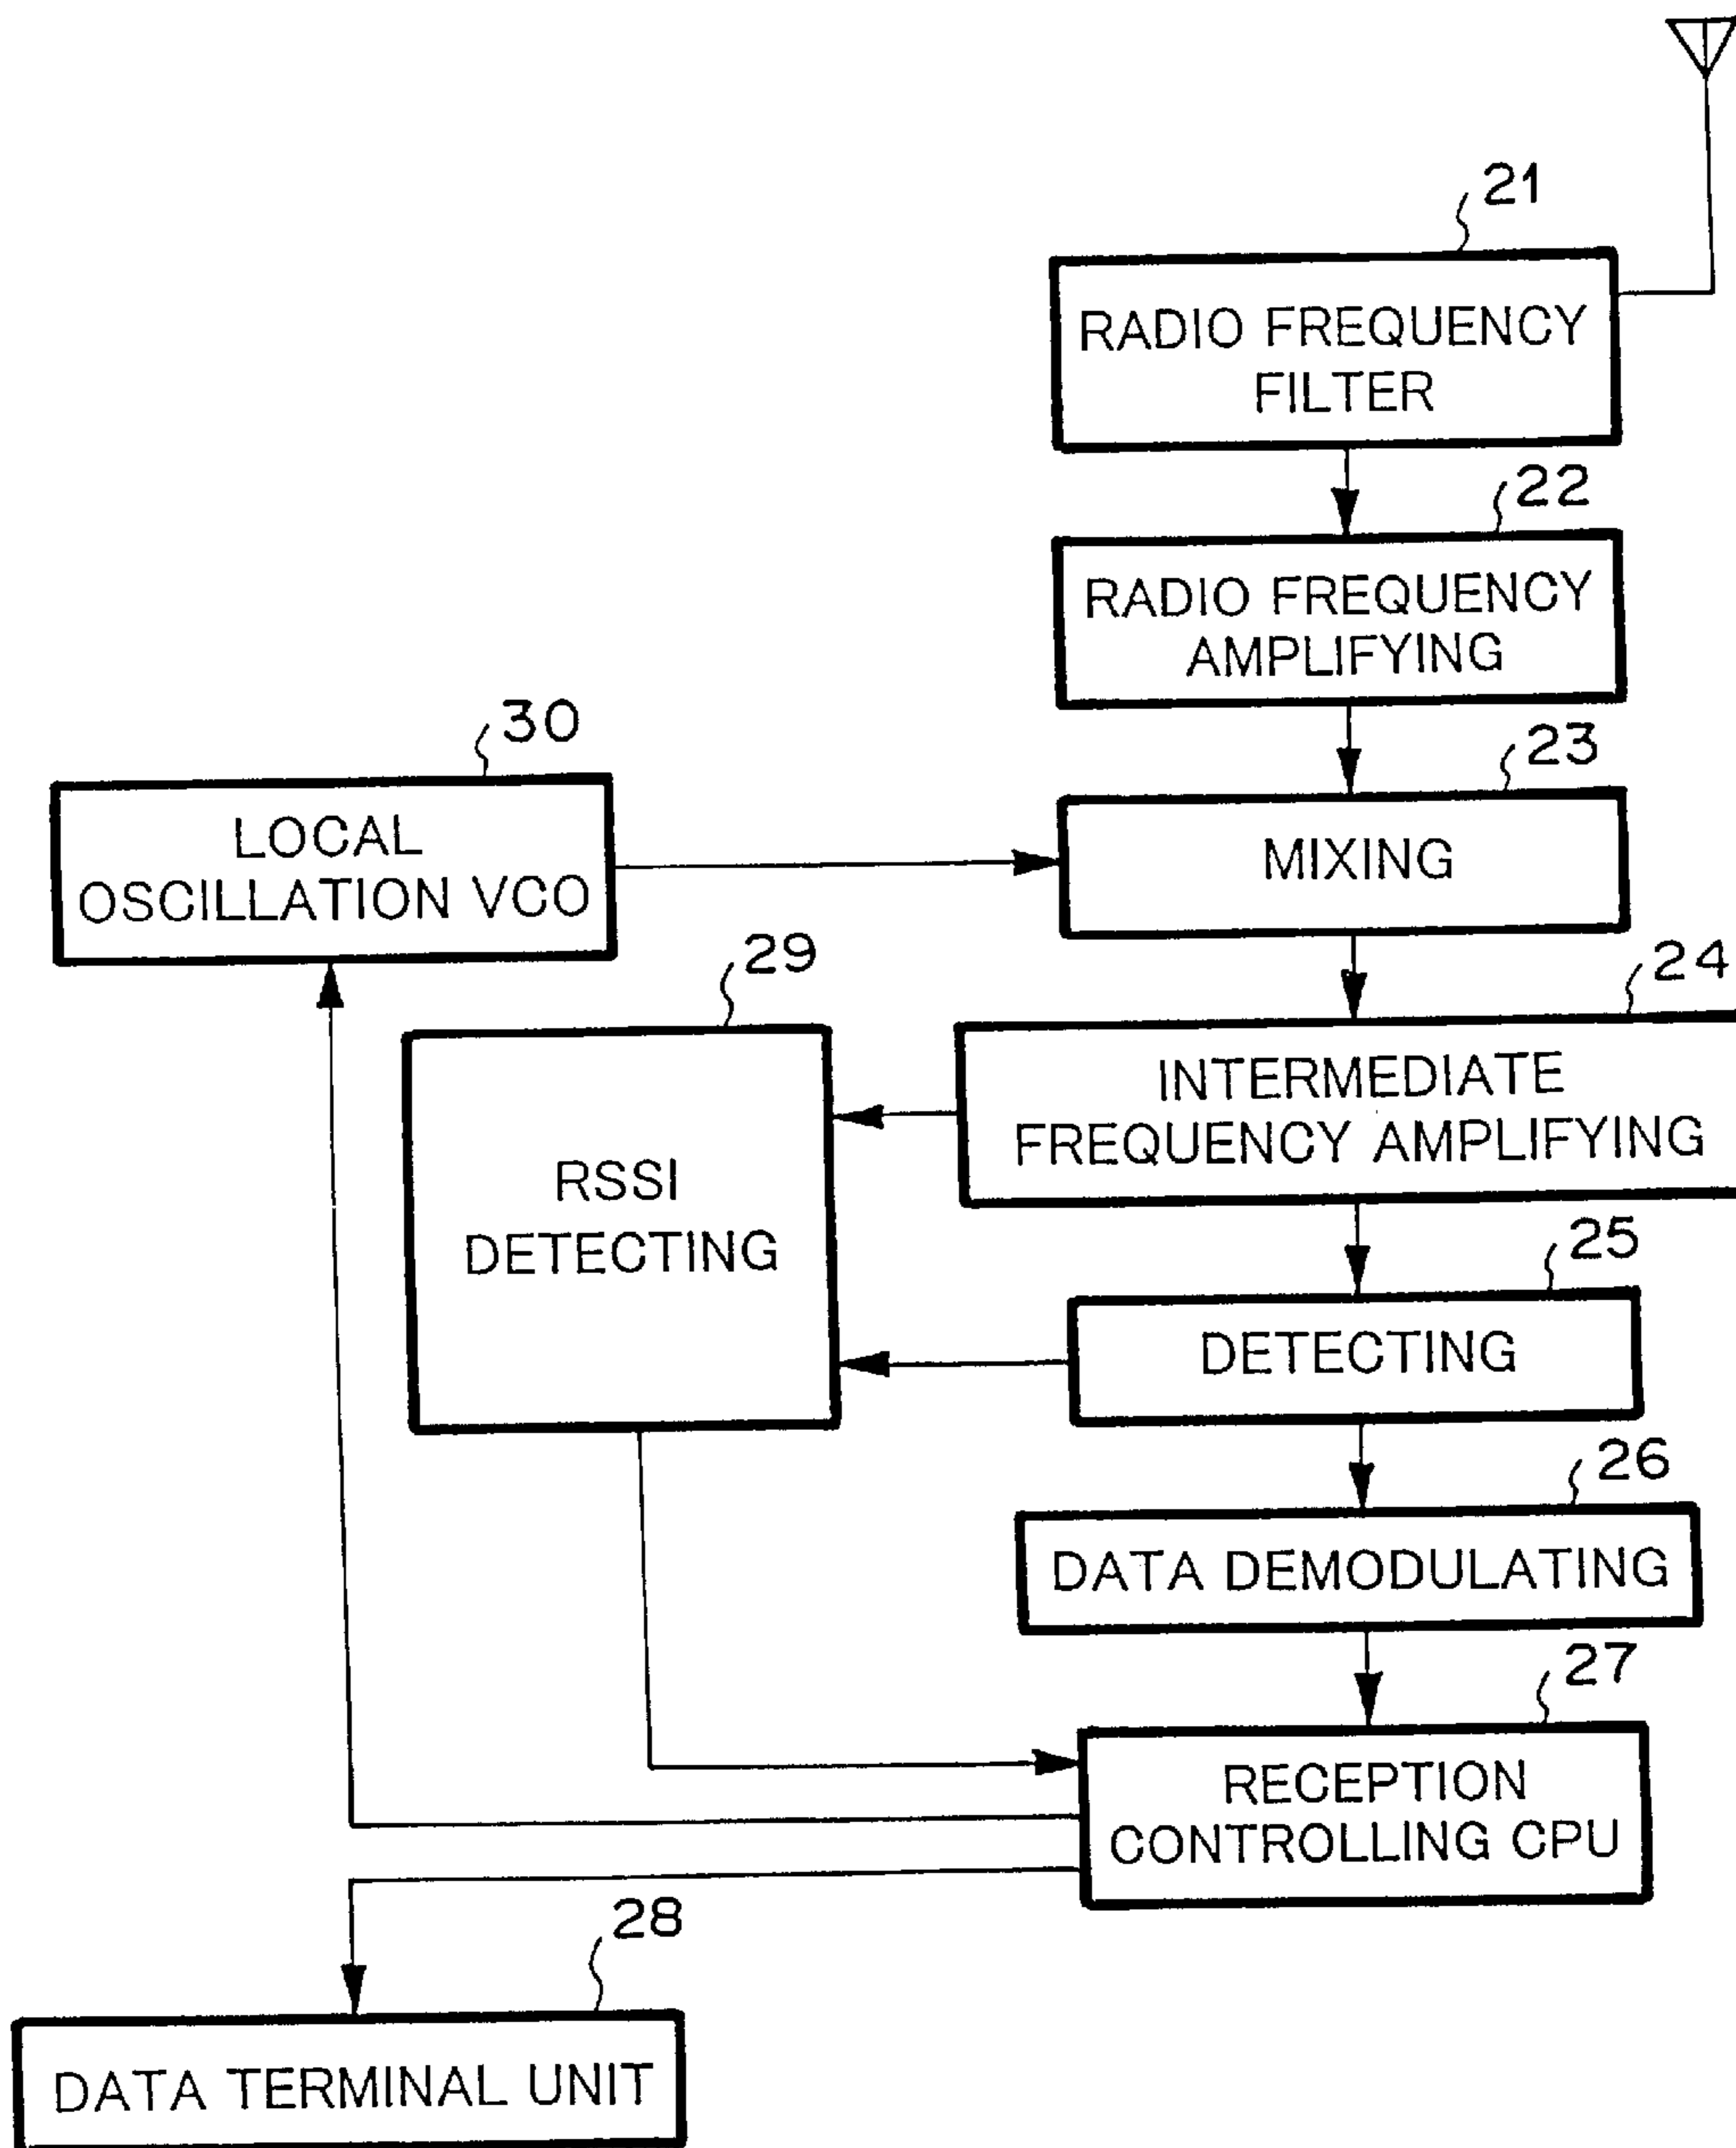 21
RADIO FREQUENCY
FILTER
22
RADIO FREQUENCY
AMPLIFYING
30
LOCAL
OSCILLATION VCO
23
MIXING
29
RSSI
DETECTING
24
INTERMEDIATE
FREQUENCY AMPLIFYING
25
DETECTING
26
DATA DEMODULATING
27
RECEPTION
CONTROLLING CPU
28
DATA TERMINAL UNIT